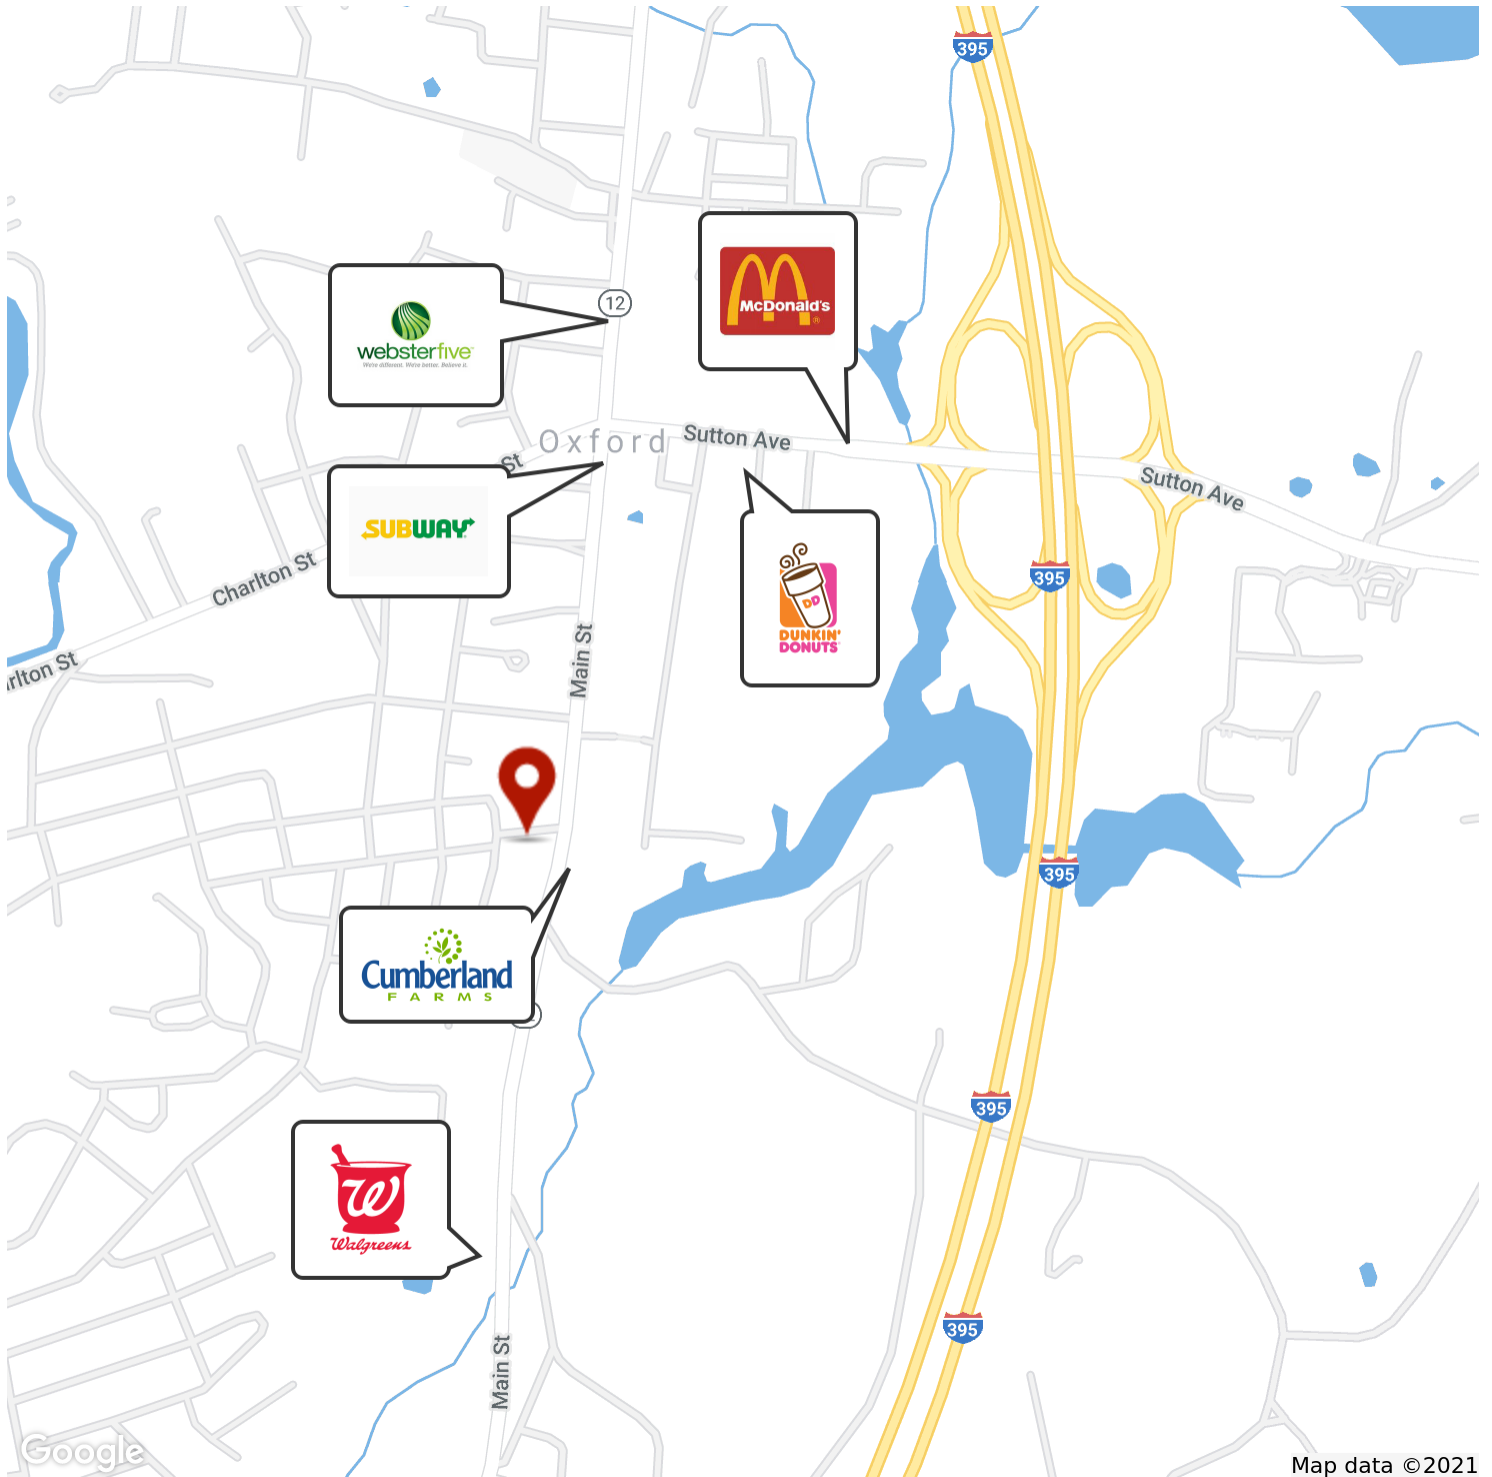 395
12
McDonald's
®
websterfive
We're different. We're better. Believe it.
Oxford
Sutton Ave
St
Sutton Ave
SUBWAY
395
Charlton St
DD
DUNKIN'
DONUTS
Main St
rlton St
395
Cumberland
FARMS
395
W
Walgreens
395
Main St
Google
Map data ©2021